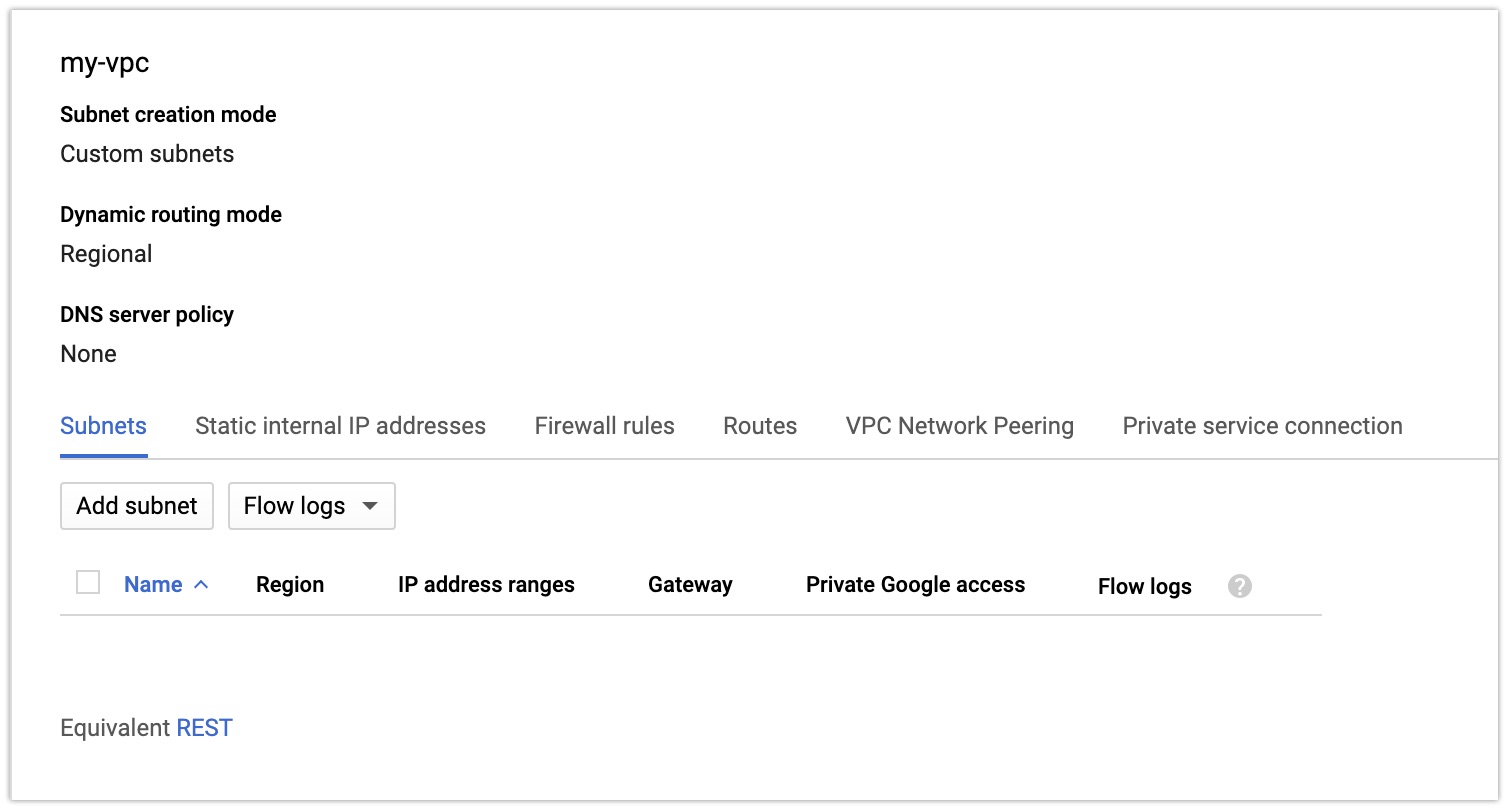 my-vpc
Subnet creation mode
Custom subnets
Dynamic routing mode
Regional
DNS server policy
None
Subnets Static internal IP addresses Firewall rules Routes VPC Network Peering Private service connection
Add subnet Flow logs
Name Region IP address ranges Gateway Private Google access Flow logs ?
Equivalent REST